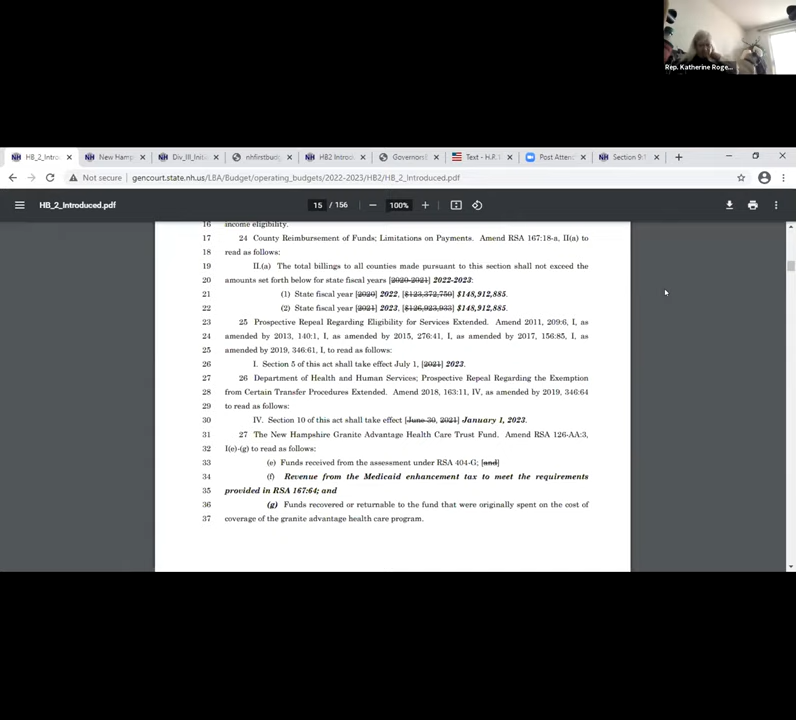 Rep. Katherine Roge...
HB_2_Intro
New Hamp
Div_III_Initi
nhfirstbudg
HB2 Introd
GovernorsE
Text - H.R.
Post Attend
Section 9:1
Not secure gencourt.state.nh.us/LBA/Budget/operating_budgets/2022-2023/HB2/HB_2_Introduced.pdf
HB_2_Introduced.pdf
15 / 156
100%
16 income eligibility.
17 24 County Reimbursement of Funds; Limitations on Payments. Amend RSA 167:18-a, II(a) to
18 read as follows:
19 II.(a) The total billings to all counties made pursuant to this section shall not exceed the
20 amounts set forth below for state fiscal years [2020-2021] 2022-2023:
21 (1) State fiscal year [2020] 2022, [$123,372,750] $148,912,885.
22 (2) State fiscal year [2021] 2023, [$126,923,933] $148,912,885.
23 25 Prospective Repeal Regarding Eligibility for Services Extended. Amend 2011, 209:6, I, as
24 amended by 2013, 140:1, I, as amended by 2015, 276:41, I, as amended by 2017, 156:85, I, as
25 amended by 2019, 346:61, I, to read as follows:
26 I. Section 5 of this act shall take effect July 1, [2021] 2023.
27 26 Department of Health and Human Services; Prospective Repeal Regarding the Exemption
28 from Certain Transfer Procedures Extended. Amend 2018, 163:11, IV, as amended by 2019, 346:64
29 to read as follows:
30 IV. Section 10 of this act shall take effect [June 30, 2021] January 1, 2023.
31 27 The New Hampshire Granite Advantage Health Care Trust Fund. Amend RSA 126-AA:3,
32 I(e)-(g) to read as follows:
33 (e) Funds received from the assessment under RSA 404-G; [and]
34 (f) Revenue from the Medicaid enhancement tax to meet the requirements
35 provided in RSA 167:64; and
36 (g) Funds recovered or returnable to the fund that were originally spent on the cost of
37 coverage of the granite advantage health care program.